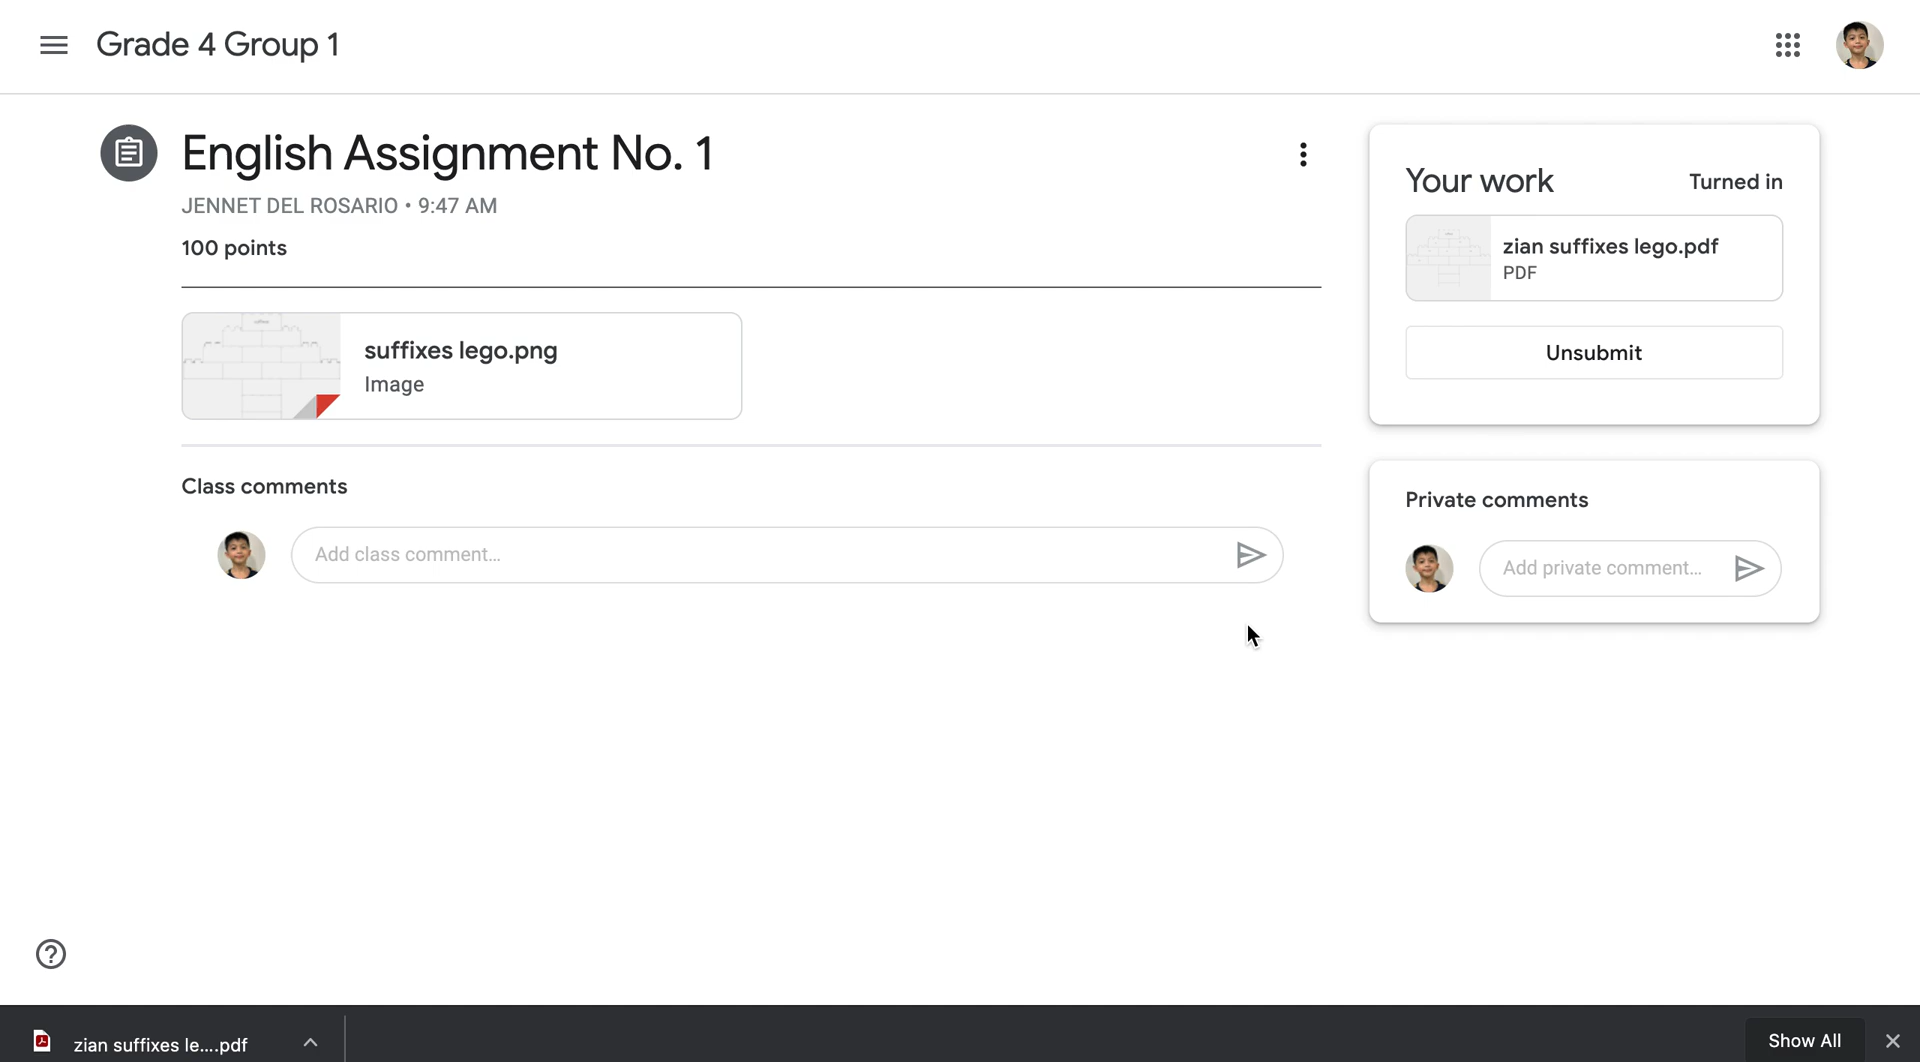 Grade 4 Group 1
English Assignment No. 1
JENNET DEL ROSARIO • 9:47 AM
100 points
suffixes lego.png
Image
Class comments
Add class comment...
Your work
Turned in
zian suffixes lego.pdf
PDF
Unsubmit
Private comments
Add private comment...
zian suffixes le....pdf
Show All